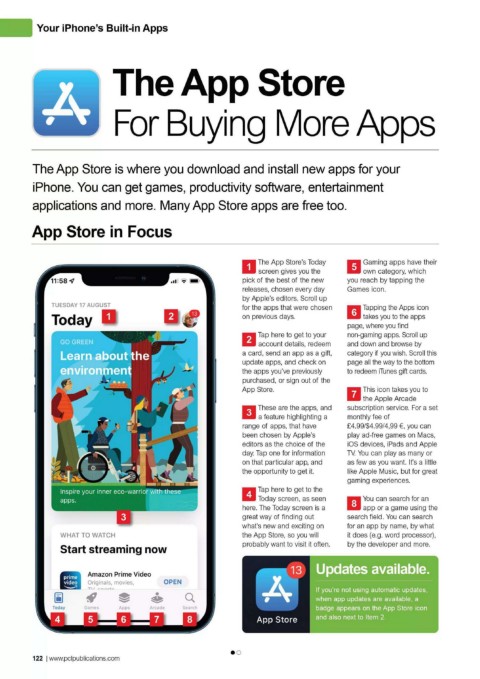 Your iPhone's Built-in Apps
The App Store
For Buying More Apps
The App Store is where you download and install new apps for your
iPhone. You can get games, productivity software, entertainment
applications and more. Many App Store apps are free too.
App Store in Focus
11:58
TUESDAY 17 AUGUST
Today
1
2
13
GO GREEN
Learn about the
environment
Inspire your inner eco-warrior with these
apps.
3
WHAT TO WATCH
Start streaming now
prime
video
Amazon Prime Video
Originals, movies,
OPEN
Today Games Apps Arcade Search
4 5 6 7 8
1 The App Store's Today
screen gives you the
pick of the best of the new
releases, chosen every day
by Apple's editors. Scroll up
for the apps that were chosen
on previous days.
2 Tap here to get to your
account details, redeem
a card, send an app as a gift,
update apps, and check on
the apps you've previously
purchased, or sign out of the
App Store.
3 These are the apps, and
a feature highlighting a
range of apps, that have
been chosen by Apple's
editors as the choice of the
day. Tap one for information
on that particular app, and
the opportunity to get it.
4 Tap here to get to the
Today screen, as seen
here. The Today screen is a
great way of finding out
what's new and exciting on
the App Store, so you will
probably want to visit it often.
5 Gaming apps have their
own category, which
you reach by tapping the
Games icon.
6 Tapping the Apps icon
takes you to the apps
page, where you find
non-gaming apps. Scroll up
and down and browse by
category if you wish. Scroll this
page all the way to the bottom
to redeem iTunes gift cards.
7 This icon takes you to
the Apple Arcade
subscription service. For a set
monthly fee of
£4.99/$4.99/4,99 €, you can
play ad-free games on Macs,
iOS devices, iPads and Apple
TV. You can play as many or
as few as you want. It's a little
like Apple Music, but for great
gaming experiences.
8 You can search for an
app or a game using the
search field. You can search
for an app by name, by what
it does (e.g. word processor),
by the developer and more.
13
App Store
Updates available.
If you're not using automatic updates,
when app updates are available, a
badge appears on the App Store icon
and also next to Item 2.
122 | www.pclpublications.com